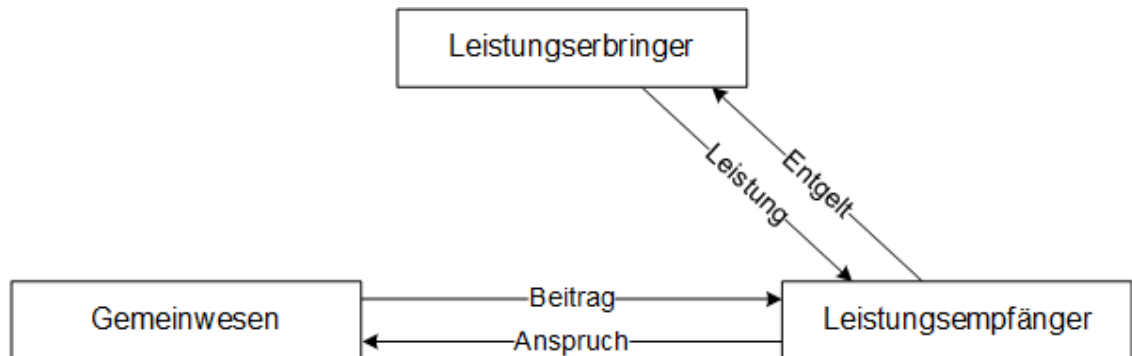 Leistungserbringer
Leistung
Entgelt
Beitrag
Gemeinwesen
Leistungsempfänger
Anspruch